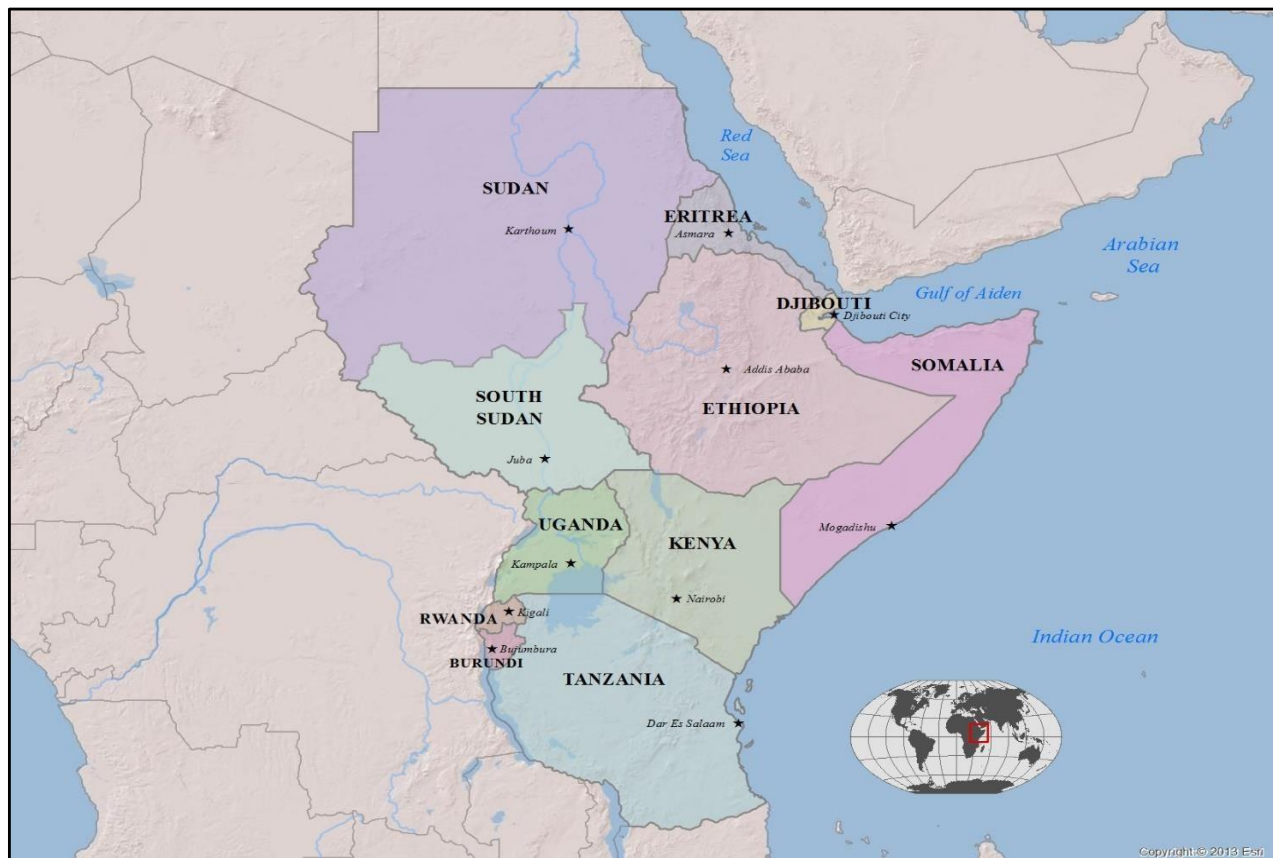 Red
Sea
SUDAN
ERITREA
Karthoum
Asmara
Arabian
Sea
Gulf of Aiden
DJIBOUTI
Djibouti City
SOMALIA
Addis Ababa
SOUTH
SUDAN
ETHIOPIA
Juba
UGANDA
Mogadishu
KENYA
Kampala
Nairobi
Kigali
RWANDA
Indian Ocean
Bujumbura
BURUNDI
TANZANIA
Dar Es Salaam
Copyright:© 2013 Esri